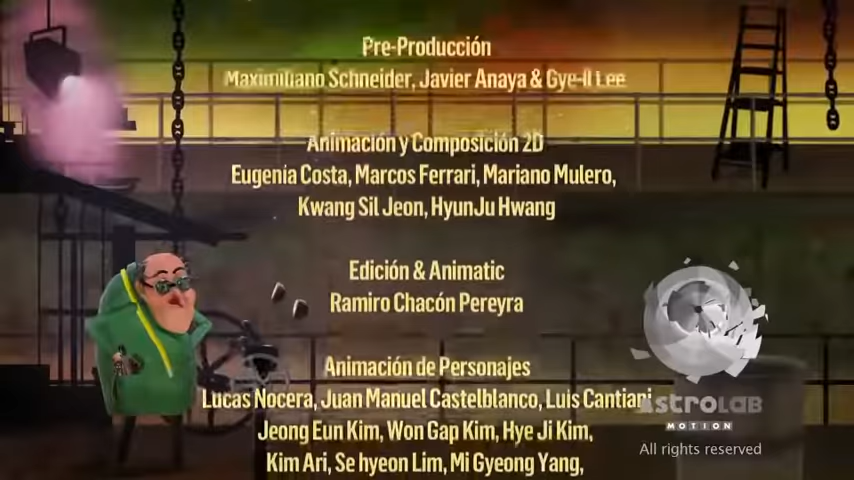 Pre-Producción
Maximiliano Schneider, Javier Anaya & Gye-il Lee
Animación y Composición 2D
Eugenia Costa, Marcos Ferrari, Mariano Mulero,
Kwang Sil Jeon, HyunJu Hwang
Edición & Animatic
Ramiro Chacón Pereyra
Animación de Personajes
Lucas Nocera, Juan Manuel Castelblanco, Luis Cantiani
Jeong Eun Kim, Won Gap Kim, Hye Ji Kim,
Kim Ari, Se hyeon Lim, Mi Gyeong Yang,
ASTROLAB
MOTION
All rights reserved